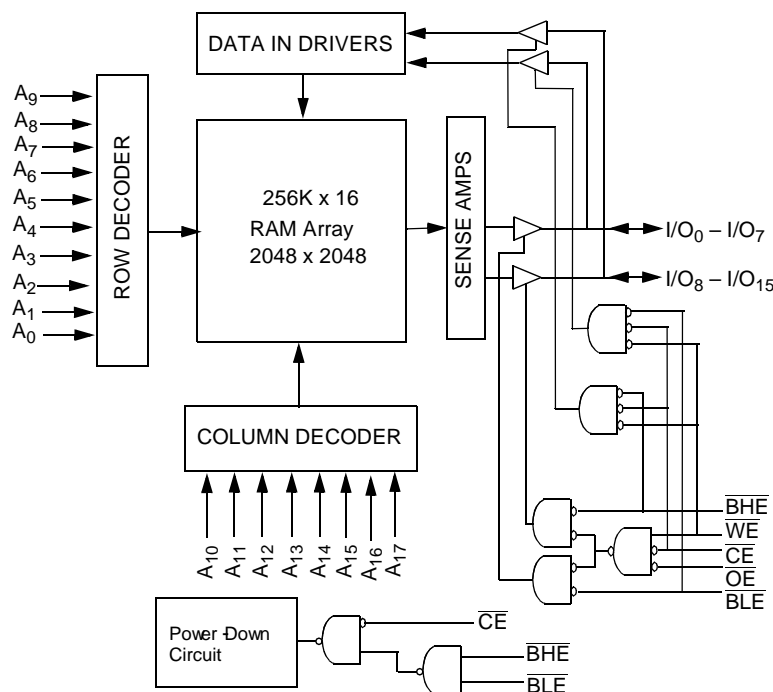 DATA IN DRIVERS
A9
A8
A7
A6
A5
A4
A3
A2
A1
A0
ROW DECODER
256K x 16
RAM Array
2048 x 2048
SENSE AMPS
I/O0 – I/O7
I/O8 – I/O15
COLUMN DECODER
A10
A11
A12
A13
A14
A15
A16
A17
BHE
WE
CE
OE
BLE
Power -Down
Circuit
CE
BHE
BLE